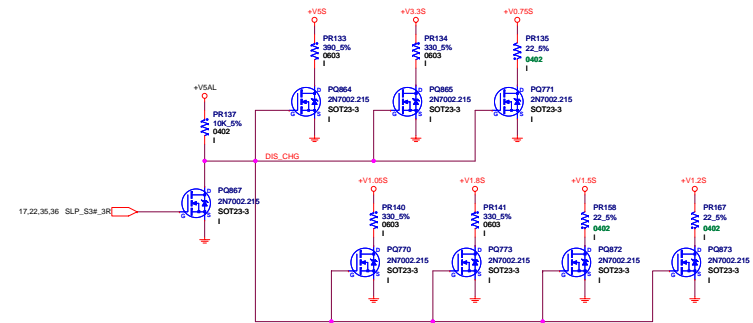 +V5S
PR133
390_5%
0603
I
D
PQ864
2N7002.215
SOT23-3
G
S
I
+V3.3S
PR134
330_5%
0603
I
D
PQ865
2N7002.215
SOT23-3
G
S
I
+V0.75S
PR135
22_5%
0402
I
D
PQ771
2N7002.215
SOT23-3
G
S
I
+V5AL
PR137
10K_5%
0402
I
DIS_CHG
17,22,35,36 SLP_S3#_3R
D
PQ867
2N7002.215
SOT23-3
G
S
I
+V1.05S
PR140
330_5%
0603
I
D
PQ770
2N7002.215
SOT23-3
G
S
I
+V1.8S
PR141
330_5%
0603
I
D
PQ773
2N7002.215
SOT23-3
G
S
I
+V1.5S
PR158
22_5%
0402
I
D
PQ872
2N7002.215
SOT23-3
G
S
I
+V1.2S
PR167
22_5%
0402
I
D
PQ873
2N7002.215
SOT23-3
G
S
I